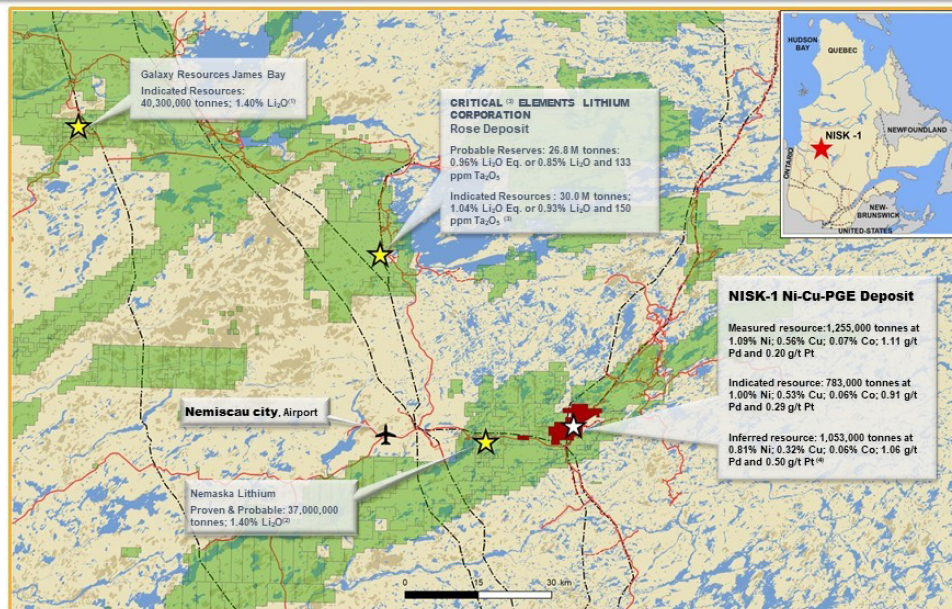 Galaxy Resources James Bay
Indicated Resources:
40,300,000 tonnes; 1.40% Li₂O⁽¹⁾
CRITICAL ⁽³⁾ ELEMENTS LITHIUM
CORPORATION
Rose Deposit
Probable Reserves: 26.8 M tonnes:
0.96% Li₂O Eq. or 0.85% Li₂O and 133
ppm Ta₂O₅
Indicated Resources : 30.0 M tonnes;
1.04% Li₂O Eq. or 0.93% Li₂O and 150
ppm Ta₂O₅ ⁽³⁾
HUDSON
BAY
QUEBEC
NISK -1
NEWFOUNDLAND
ONTARIO
NEW-
BRUNSWICK
UNITED-STATES
NISK-1 Ni-Cu-PGE Deposit
Measured resource:1,255,000 tonnes at
1.09% Ni; 0.56% Cu; 0.07% Co; 1.11 g/t
Pd and 0.20 g/t Pt
Indicated resource: 783,000 tonnes at
1.00% Ni; 0.53% Cu; 0.06% Co; 0.91 g/t
Pd and 0.29 g/t Pt
Inferred resource: 1,053,000 tonnes at
0.81% Ni; 0.32% Cu; 0.06% Co; 1.06 g/t
Pd and 0.50 g/t Pt⁽⁴⁾
Nemiscau city, Airport
Nemaska Lithium
Proven & Probable: 37,000,000
tonnes; 1.40% Li₂O⁽²⁾
0 15 30 km